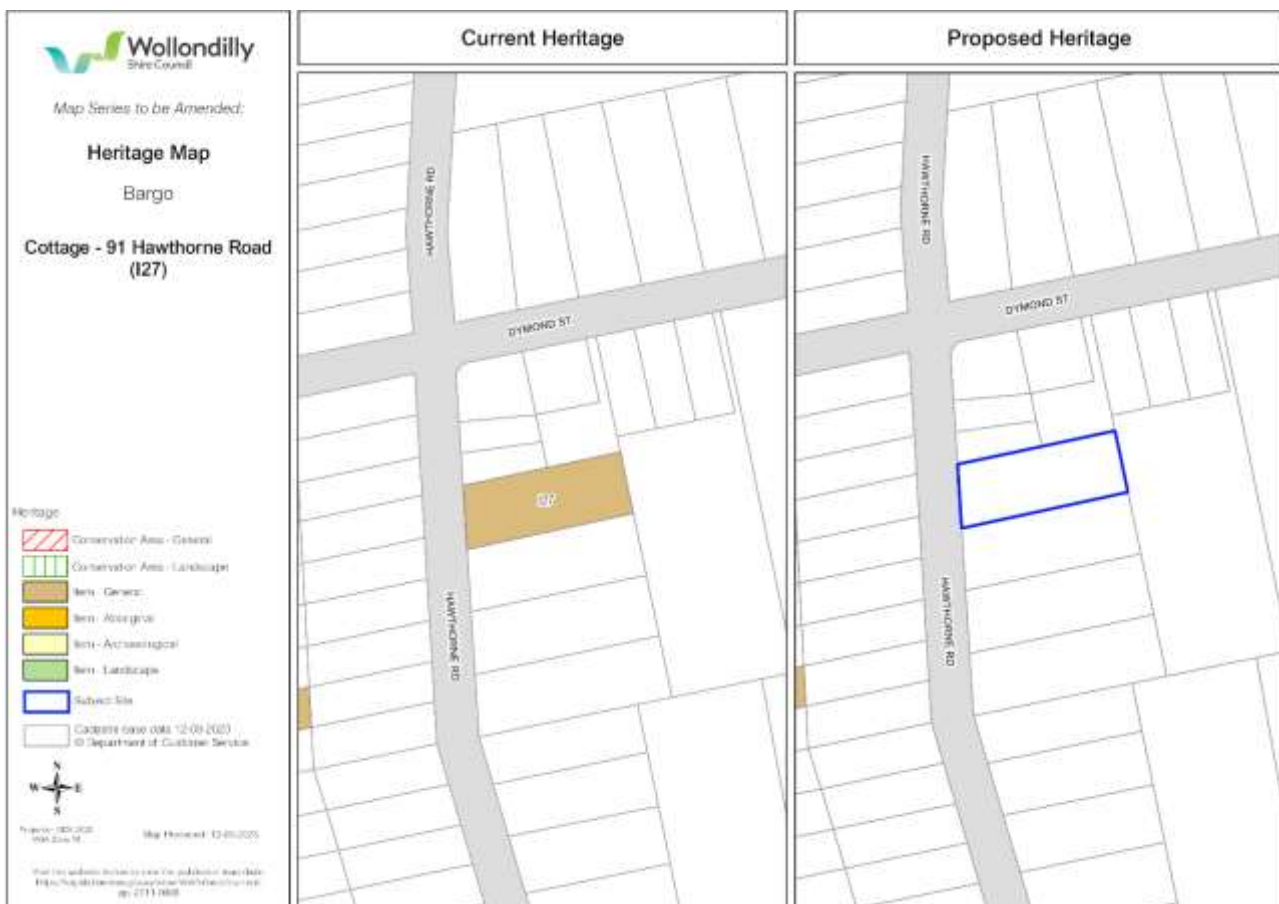 Wollondilly
Shire Council
Map Series to be Amended:
Heritage Map
Bargo
Cottage - 91 Hawthorne Road
(I27)
Heritage
Conservation Area - General
Conservation Area - Landscape
Item - General
Item - Aboriginal
Item - Archaeological
Item - Landscape
Subject Site
Cadastre base data
© Department of Customer Service
N
W E
S
Current Heritage
HAWTHORNE RD
DYMOND ST
I27
HAWTHORNE RD
Proposed Heritage
HAWTHORNE RD
DYMOND ST
HAWTHORNE RD